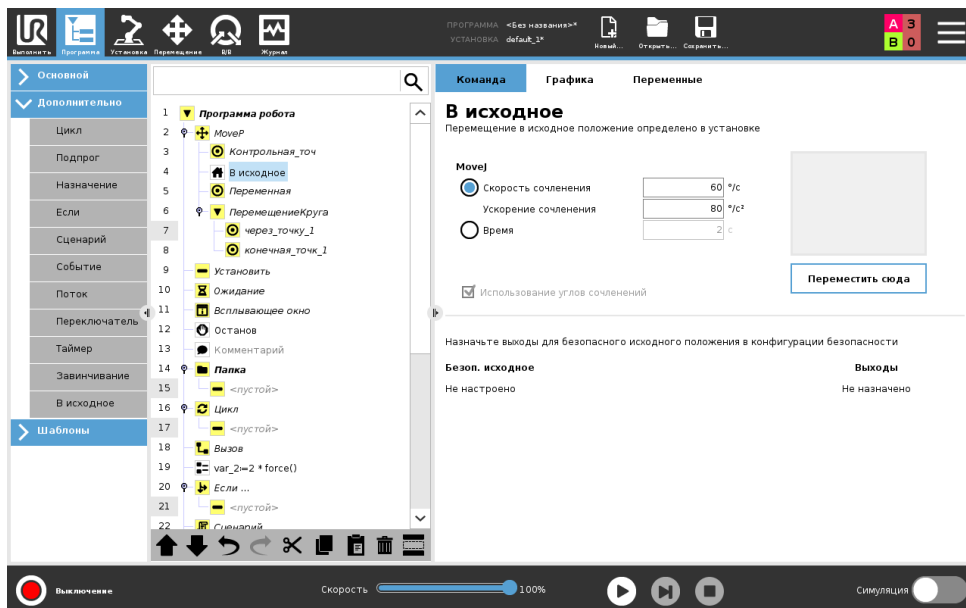 UR
Выполнить
Программа
Установка
Перемещение
В/В
Журнал
ПРОГРАММА <Без названия>*
УСТАНОВКА default_1*
Новый...
Открыть...
Сохранить...
A 3
B 0
Основной
Дополнительно
Цикл
Подпрог
Назначение
Если
Сценарий
Событие
Поток
Переключатель
Таймер
Завинчивание
В исходное
Шаблоны
1 Программа робота
2 MoveP
3 Контрольная_точ
4 В исходное
5 Переменная
6 ПеремещениеКруга
7 через_точку_1
8 конечная_точк_1
9 Установить
10 Ожидание
11 Всплывающее окно
12 Останов
13 Комментарий
14 Папка
15 <пустой>
16 Цикл
17 <пустой>
18 Вызов
19 var_2≔2 * force()
20 Если ...
21 <пустой>
22 Сценарий
Команда
Графика
Переменные
В исходное
Перемещение в исходное положение определено в установке
MoveJ
Скорость сочленения 60 °/с
Ускорение сочленения 80 °/с²
Время 2 с
Переместить сюда
Использование углов сочленений
Назначьте выходы для безопасного исходного положения в конфигурации безопасности
Безоп. исходное Выходы
Не настроено Не назначено
Выключение
Скорость 100%
Симуляция